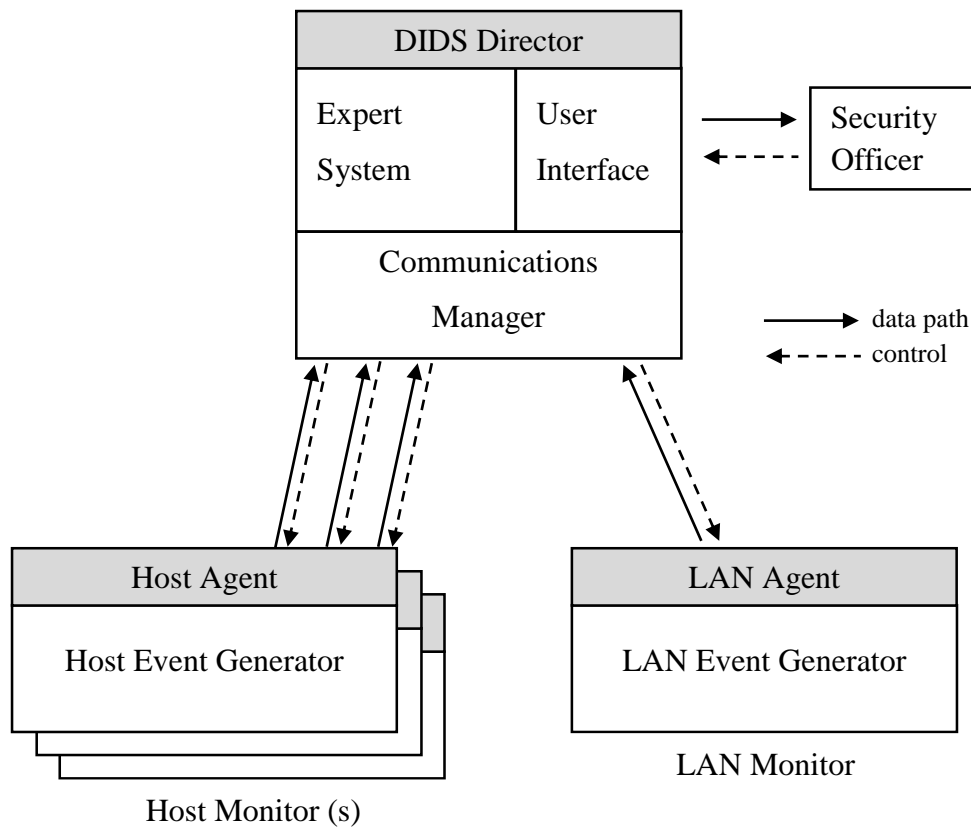 DIDS Director
Expert
System
User
Interface
Security
Officer
Communications
Manager
data path
control
Host Agent
Host Event Generator
Host Monitor (s)
LAN Agent
LAN Event Generator
LAN Monitor